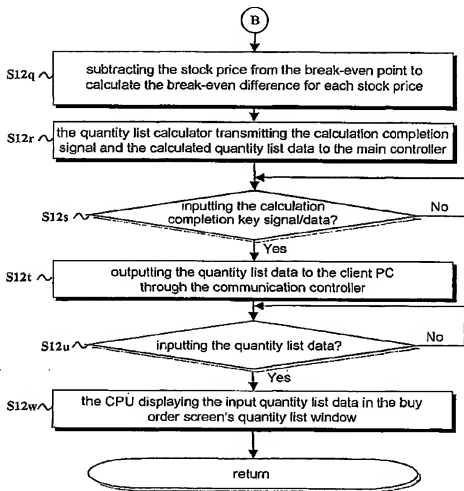 B
S12q
subtracting the stock price from the break-even point to
calculate the break-even difference for each stock price
S12r
the quantity list calculator transmitting the calculation completion
signal and the calculated quantity list data to the main controller
S12s
inputting the calculation
completion key signal/data?
No
Yes
S12t
outputting the quantity list data to the client PC
through the communication controller
S12u
inputting the quantity list data?
No
Yes
S12w
the CPU displaying the input quantity list data in the buy
order screen's quantity list window
return